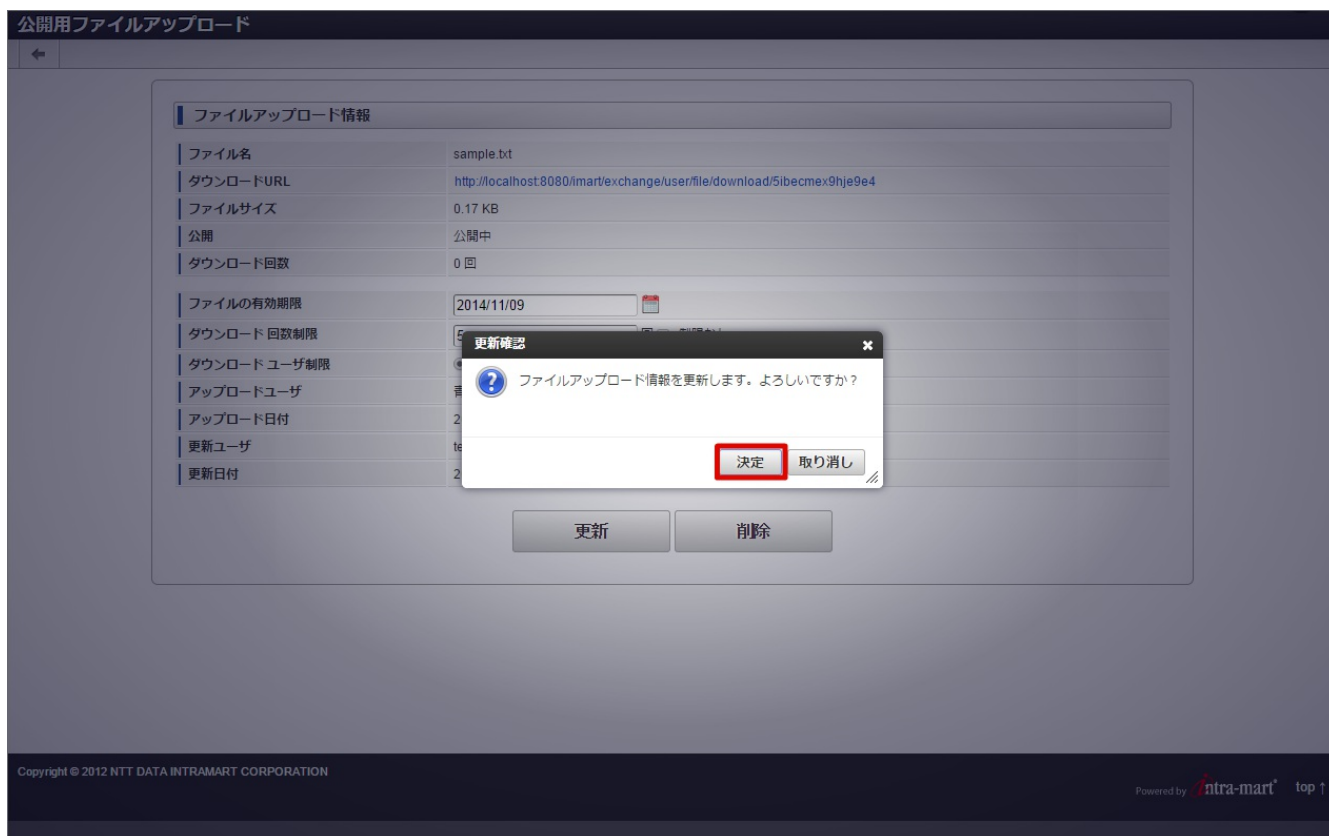 公開用ファイルアップロード
ファイルアップロード情報
ファイル名 sample.txt
ダウンロードURL http://localhost:8080/imart/exchange/user/file/download/5ibecmex9hje9e4
ファイルサイズ 0.17 KB
公開 公開中
ダウンロード回数 0 回
ファイルの有効期限 2014/11/09
ダウンロード 回数制限
ダウンロード ユーザ制限
アップロードユーザ
アップロード日付
更新ユーザ
更新日付
更新確認
ファイルアップロード情報を更新します。よろしいですか？
決定 取り消し
更新 削除
Copyright © 2012 NTT DATA INTRAMART CORPORATION
Powered by intra-mart top ↑